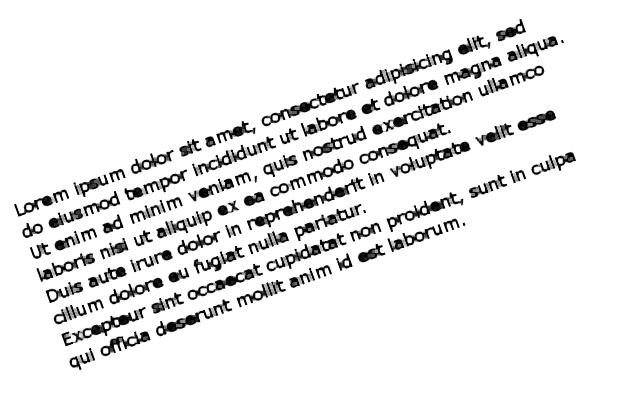 Lorem ipsum dolor sit amet, consectetur adipisicing elit, sed
do eiusmod tempor incididunt ut labore et dolore magna aliqua.
Ut enim ad minim veniam, quis nostrud exercitation ullamco
laboris nisi ut aliquip ex ea commodo consequat.
Duis aute irure dolor in reprehenderit in voluptate velit esse
cillum dolore eu fugiat nulla pariatur.
Excepteur sint occaecat cupidatat non proident, sunt in culpa
qui officia deserunt mollit anim id est laborum.